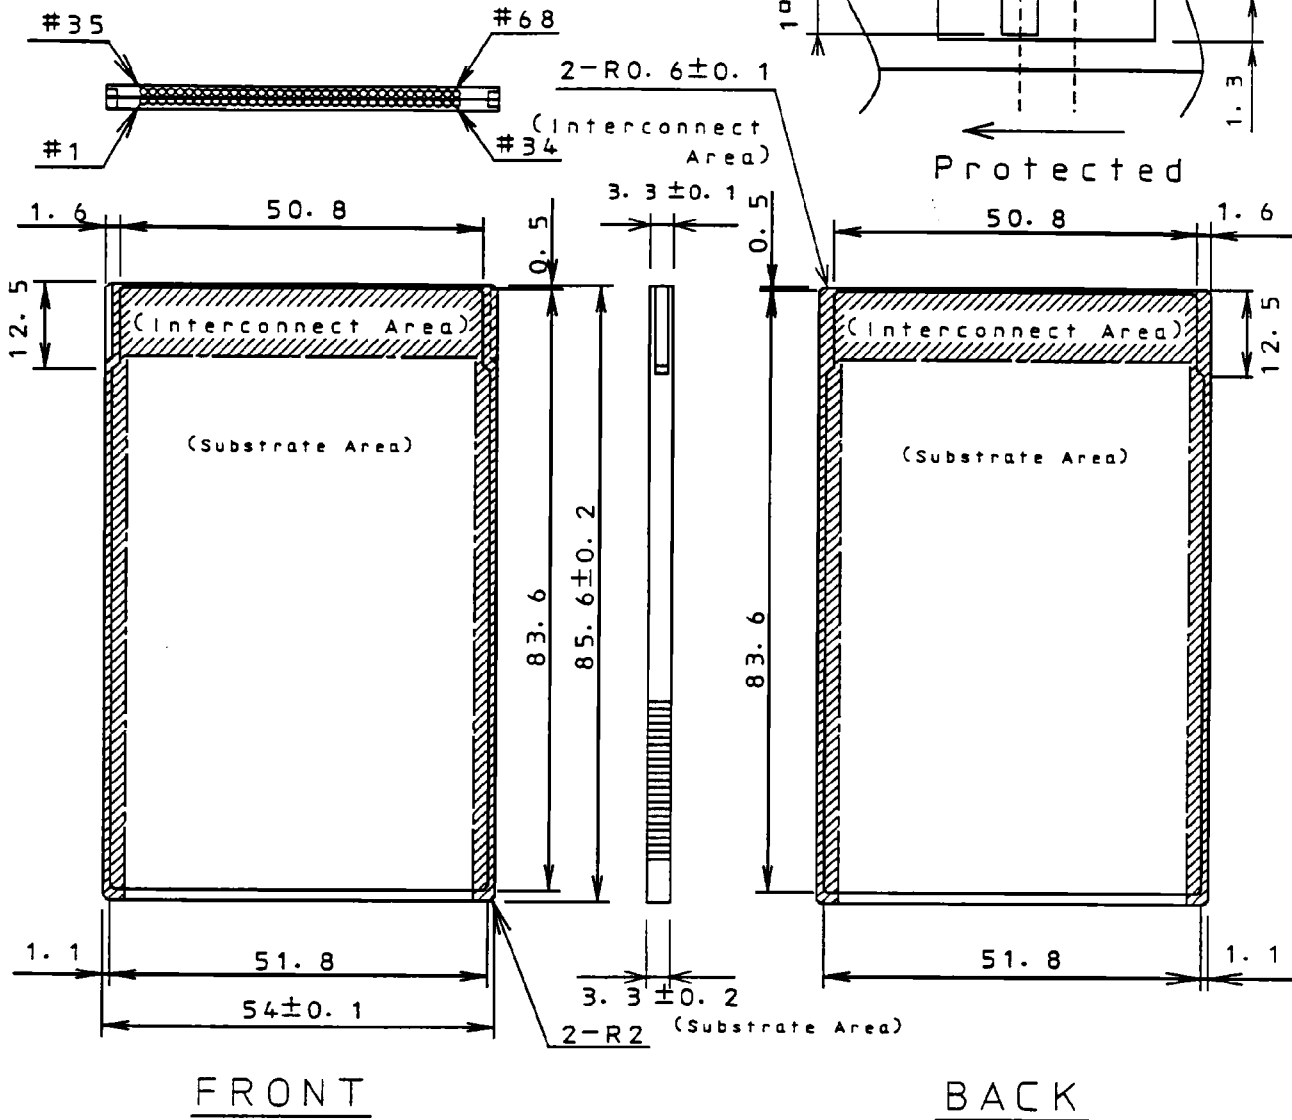 #35
#68
#1
#34
2-R0.6±0.1
(Interconnect
Area)
1.3
Protected
1.6
50.8
0.5
3.3±0.1
0.5
50.8
1.6
12.5
(Interconnect Area)
(Interconnect Area)
12.5
(Substrate Area)
(Substrate Area)
83.6
85.6±0.2
83.6
1.1
51.8
54±0.1
3.3±0.2
(Substrate Area)
2-R2
51.8
1.1
FRONT
BACK